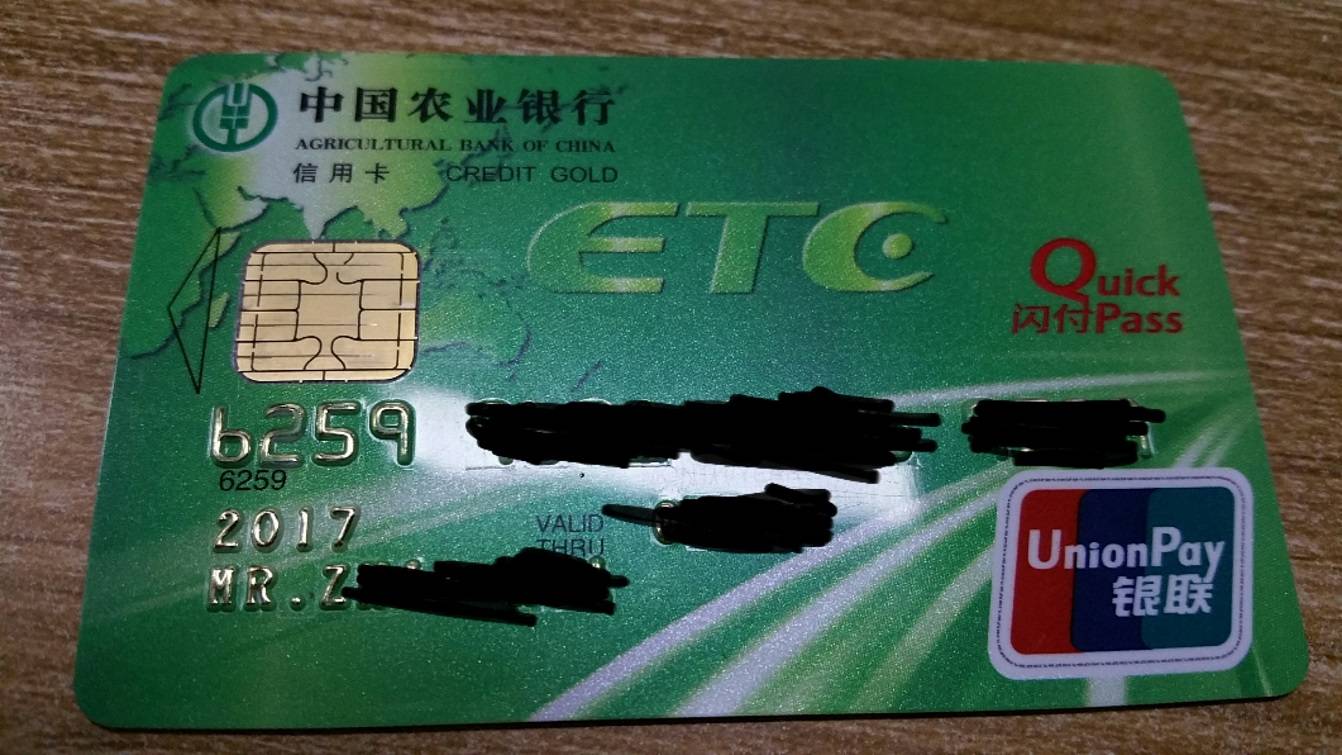 中国农业银行
AGRICULTURAL BANK OF CHINA
信用卡 CREDIT GOLD
ETC
Quick
闪付Pass
6259
6259
2017
VALID
THRU
MR.Z
UnionPay
银联